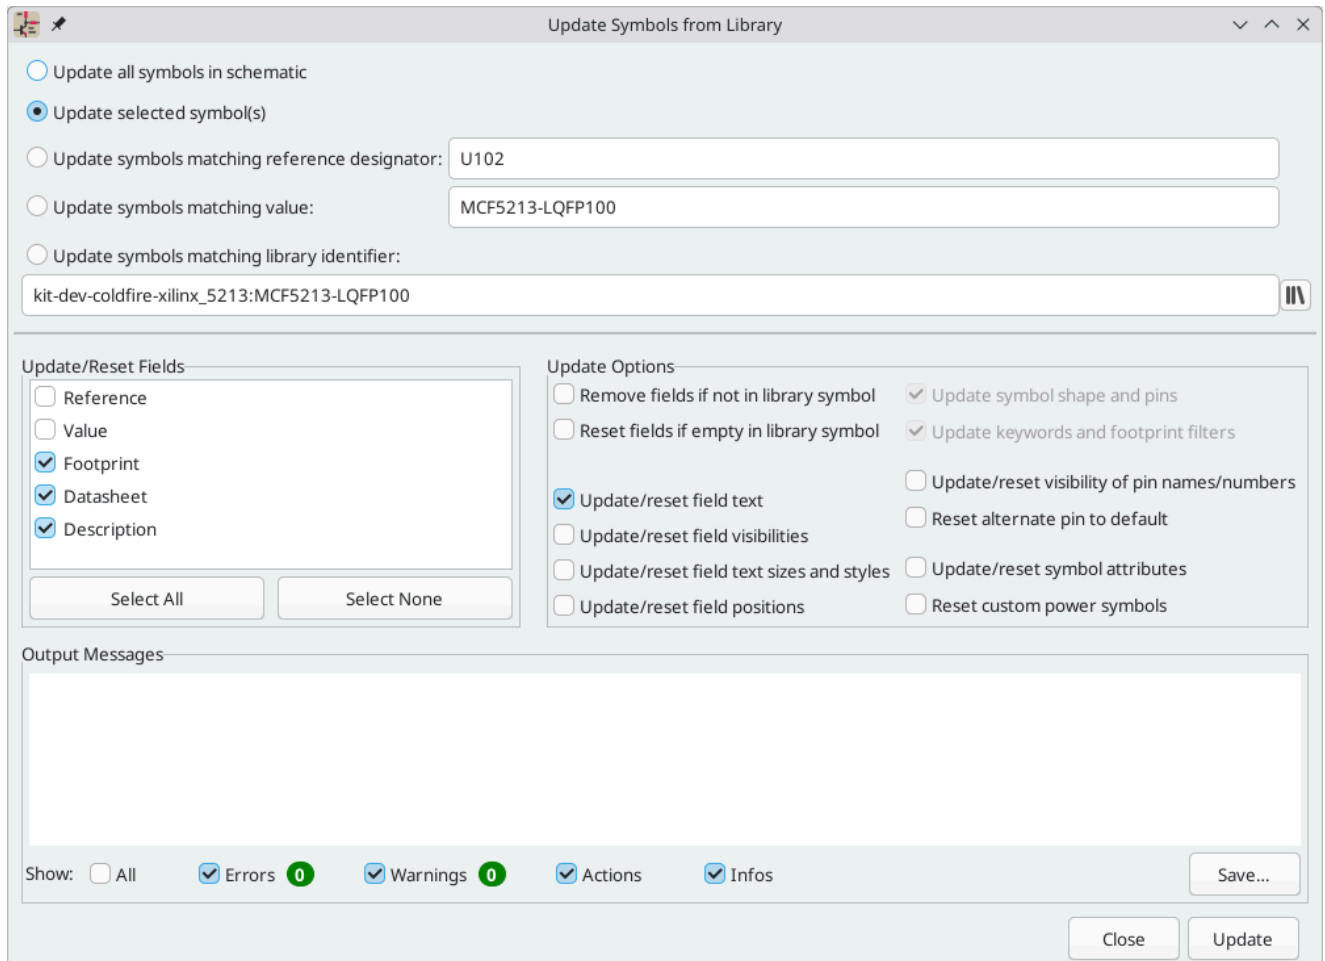 Update Symbols from Library
Update all symbols in schematic
Update selected symbol(s)
Update symbols matching reference designator: U102
Update symbols matching value: MCF5213-LQFP100
Update symbols matching library identifier:
kit-dev-coldfire-xilinx_5213:MCF5213-LQFP100
Update/Reset Fields
Reference
Value
Footprint
Datasheet
Description
Select All Select None
Update Options
Remove fields if not in library symbol
Reset fields if empty in library symbol
Update/reset field text
Update/reset field visibilities
Update/reset field text sizes and styles
Update/reset field positions
Update symbol shape and pins
Update keywords and footprint filters
Update/reset visibility of pin names/numbers
Reset alternate pin to default
Update/reset symbol attributes
Reset custom power symbols
Output Messages
Show: All Errors 0 Warnings 0 Actions Infos Save...
Close Update